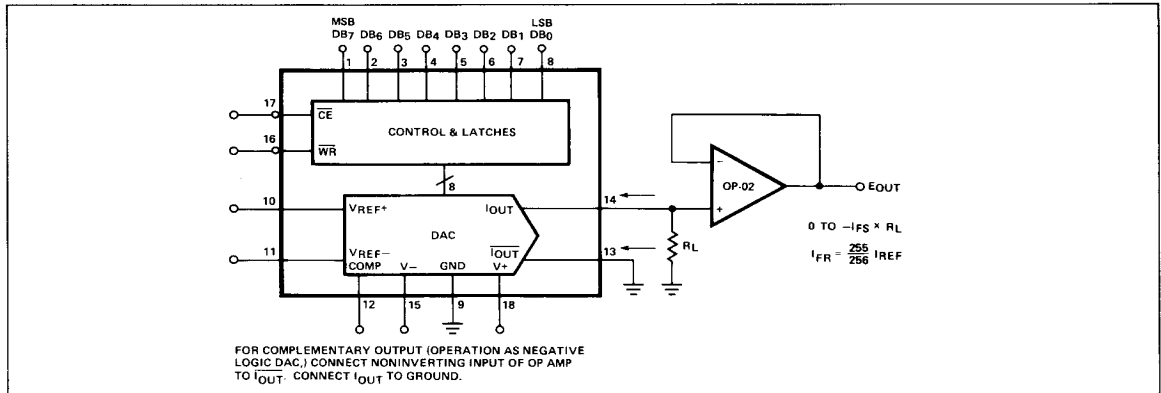 MSB LSB
DB7 DB6 DB5 DB4 DB3 DB2 DB1 DB0
1 2 3 4 5 6 7 8
17 CE
CONTROL & LATCHES
16 WR
8
10 VREF+ IOUT 14
DAC
11 VREF− IOUT 13
COMP V− GND V+
12 15 9 18
RL
−
OP-02
+
EOUT
0 TO −IFS × RL
IFR = 255/256 IREF
FOR COMPLEMENTARY OUTPUT (OPERATION AS NEGATIVE
LOGIC DAC,) CONNECT NONINVERTING INPUT OF OP AMP
TO IOUT. CONNECT IOUT TO GROUND.